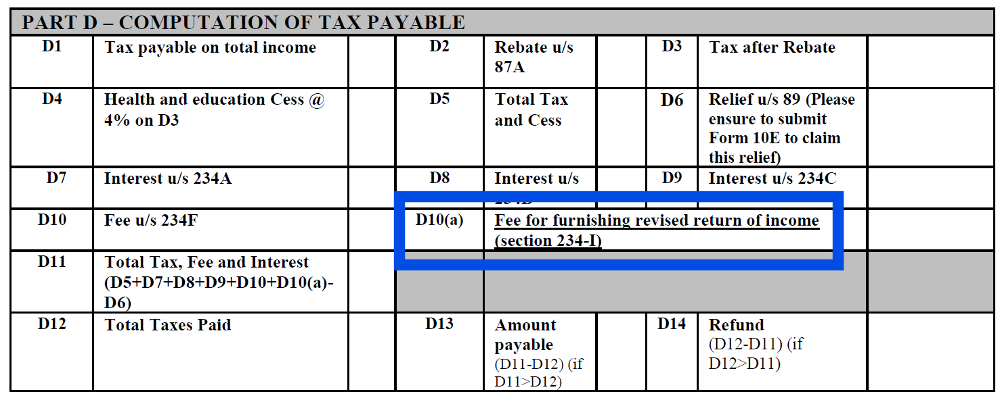 PART D – COMPUTATION OF TAX PAYABLE
D1
Tax payable on total income
D2
Rebate u/s
87A
D3
Tax after Rebate
D4
Health and education Cess @
4% on D3
D5
Total Tax
and Cess
D6
Relief u/s 89 (Please
ensure to submit
Form 10E to claim
this relief)
D7
Interest u/s 234A
D8
Interest u/s
D9
Interest u/s 234C
D10
Fee u/s 234F
D10(a)
Fee for furnishing revised return of income
(section 234-I)
D11
Total Tax, Fee and Interest
(D5+D7+D8+D9+D10+D10(a)-
D6)
D12
Total Taxes Paid
D13
Amount
payable
(D11-D12) (if
D11>D12)
D14
Refund
(D12-D11) (if
D12>D11)